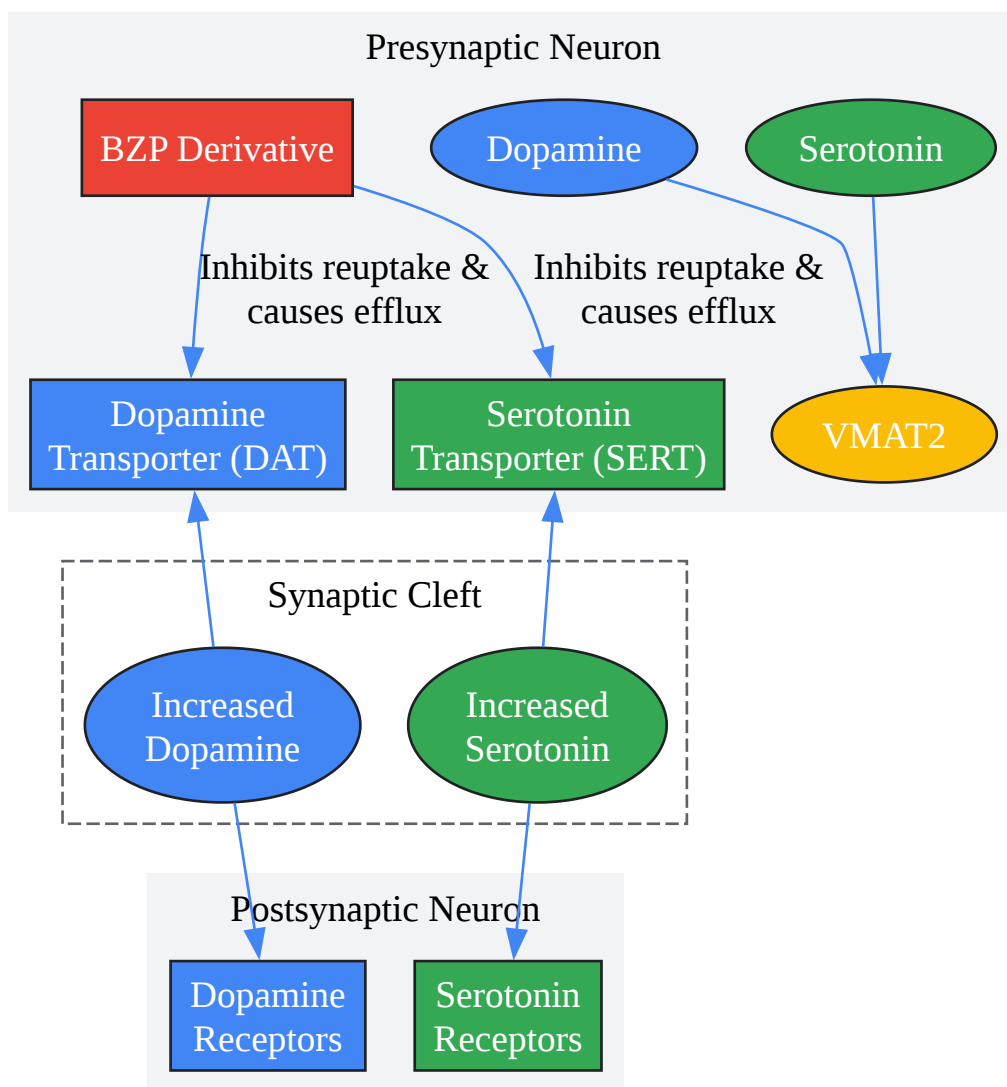 Presynaptic Neuron
BZP Derivative
Dopamine
Serotonin
Inhibits reuptake &
causes efflux
Inhibits reuptake &
causes efflux
Dopamine
Transporter (DAT)
Serotonin
Transporter (SERT)
VMAT2
Synaptic Cleft
Increased
Dopamine
Increased
Serotonin
Postsynaptic Neuron
Dopamine
Receptors
Serotonin
Receptors